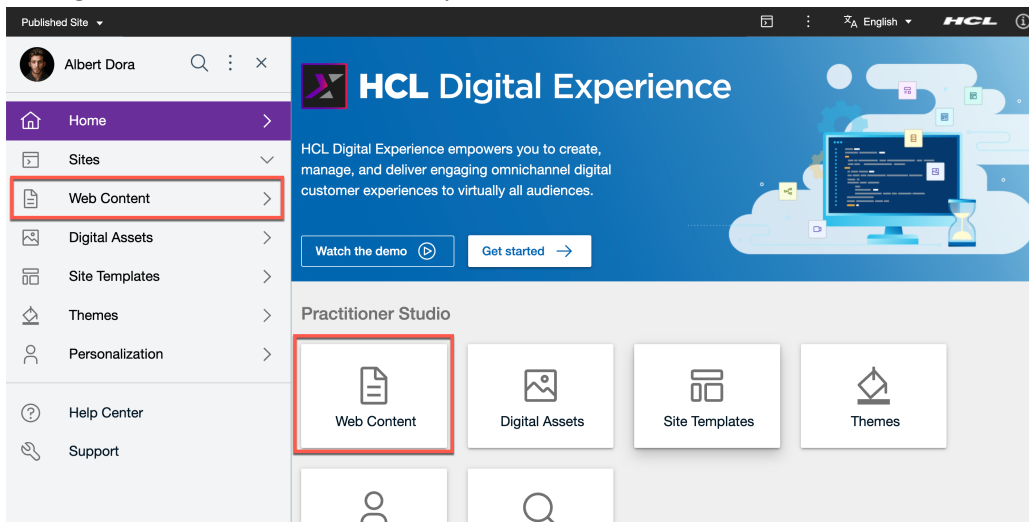 Published Site
English
HCL
Albert Dora
Home
Sites
Web Content
Digital Assets
Site Templates
Themes
Personalization
Help Center
Support
HCL Digital Experience
HCL Digital Experience empowers you to create,
manage, and deliver engaging omnichannel digital
customer experiences to virtually all audiences.
Watch the demo
Get started
Practitioner Studio
Web Content
Digital Assets
Site Templates
Themes